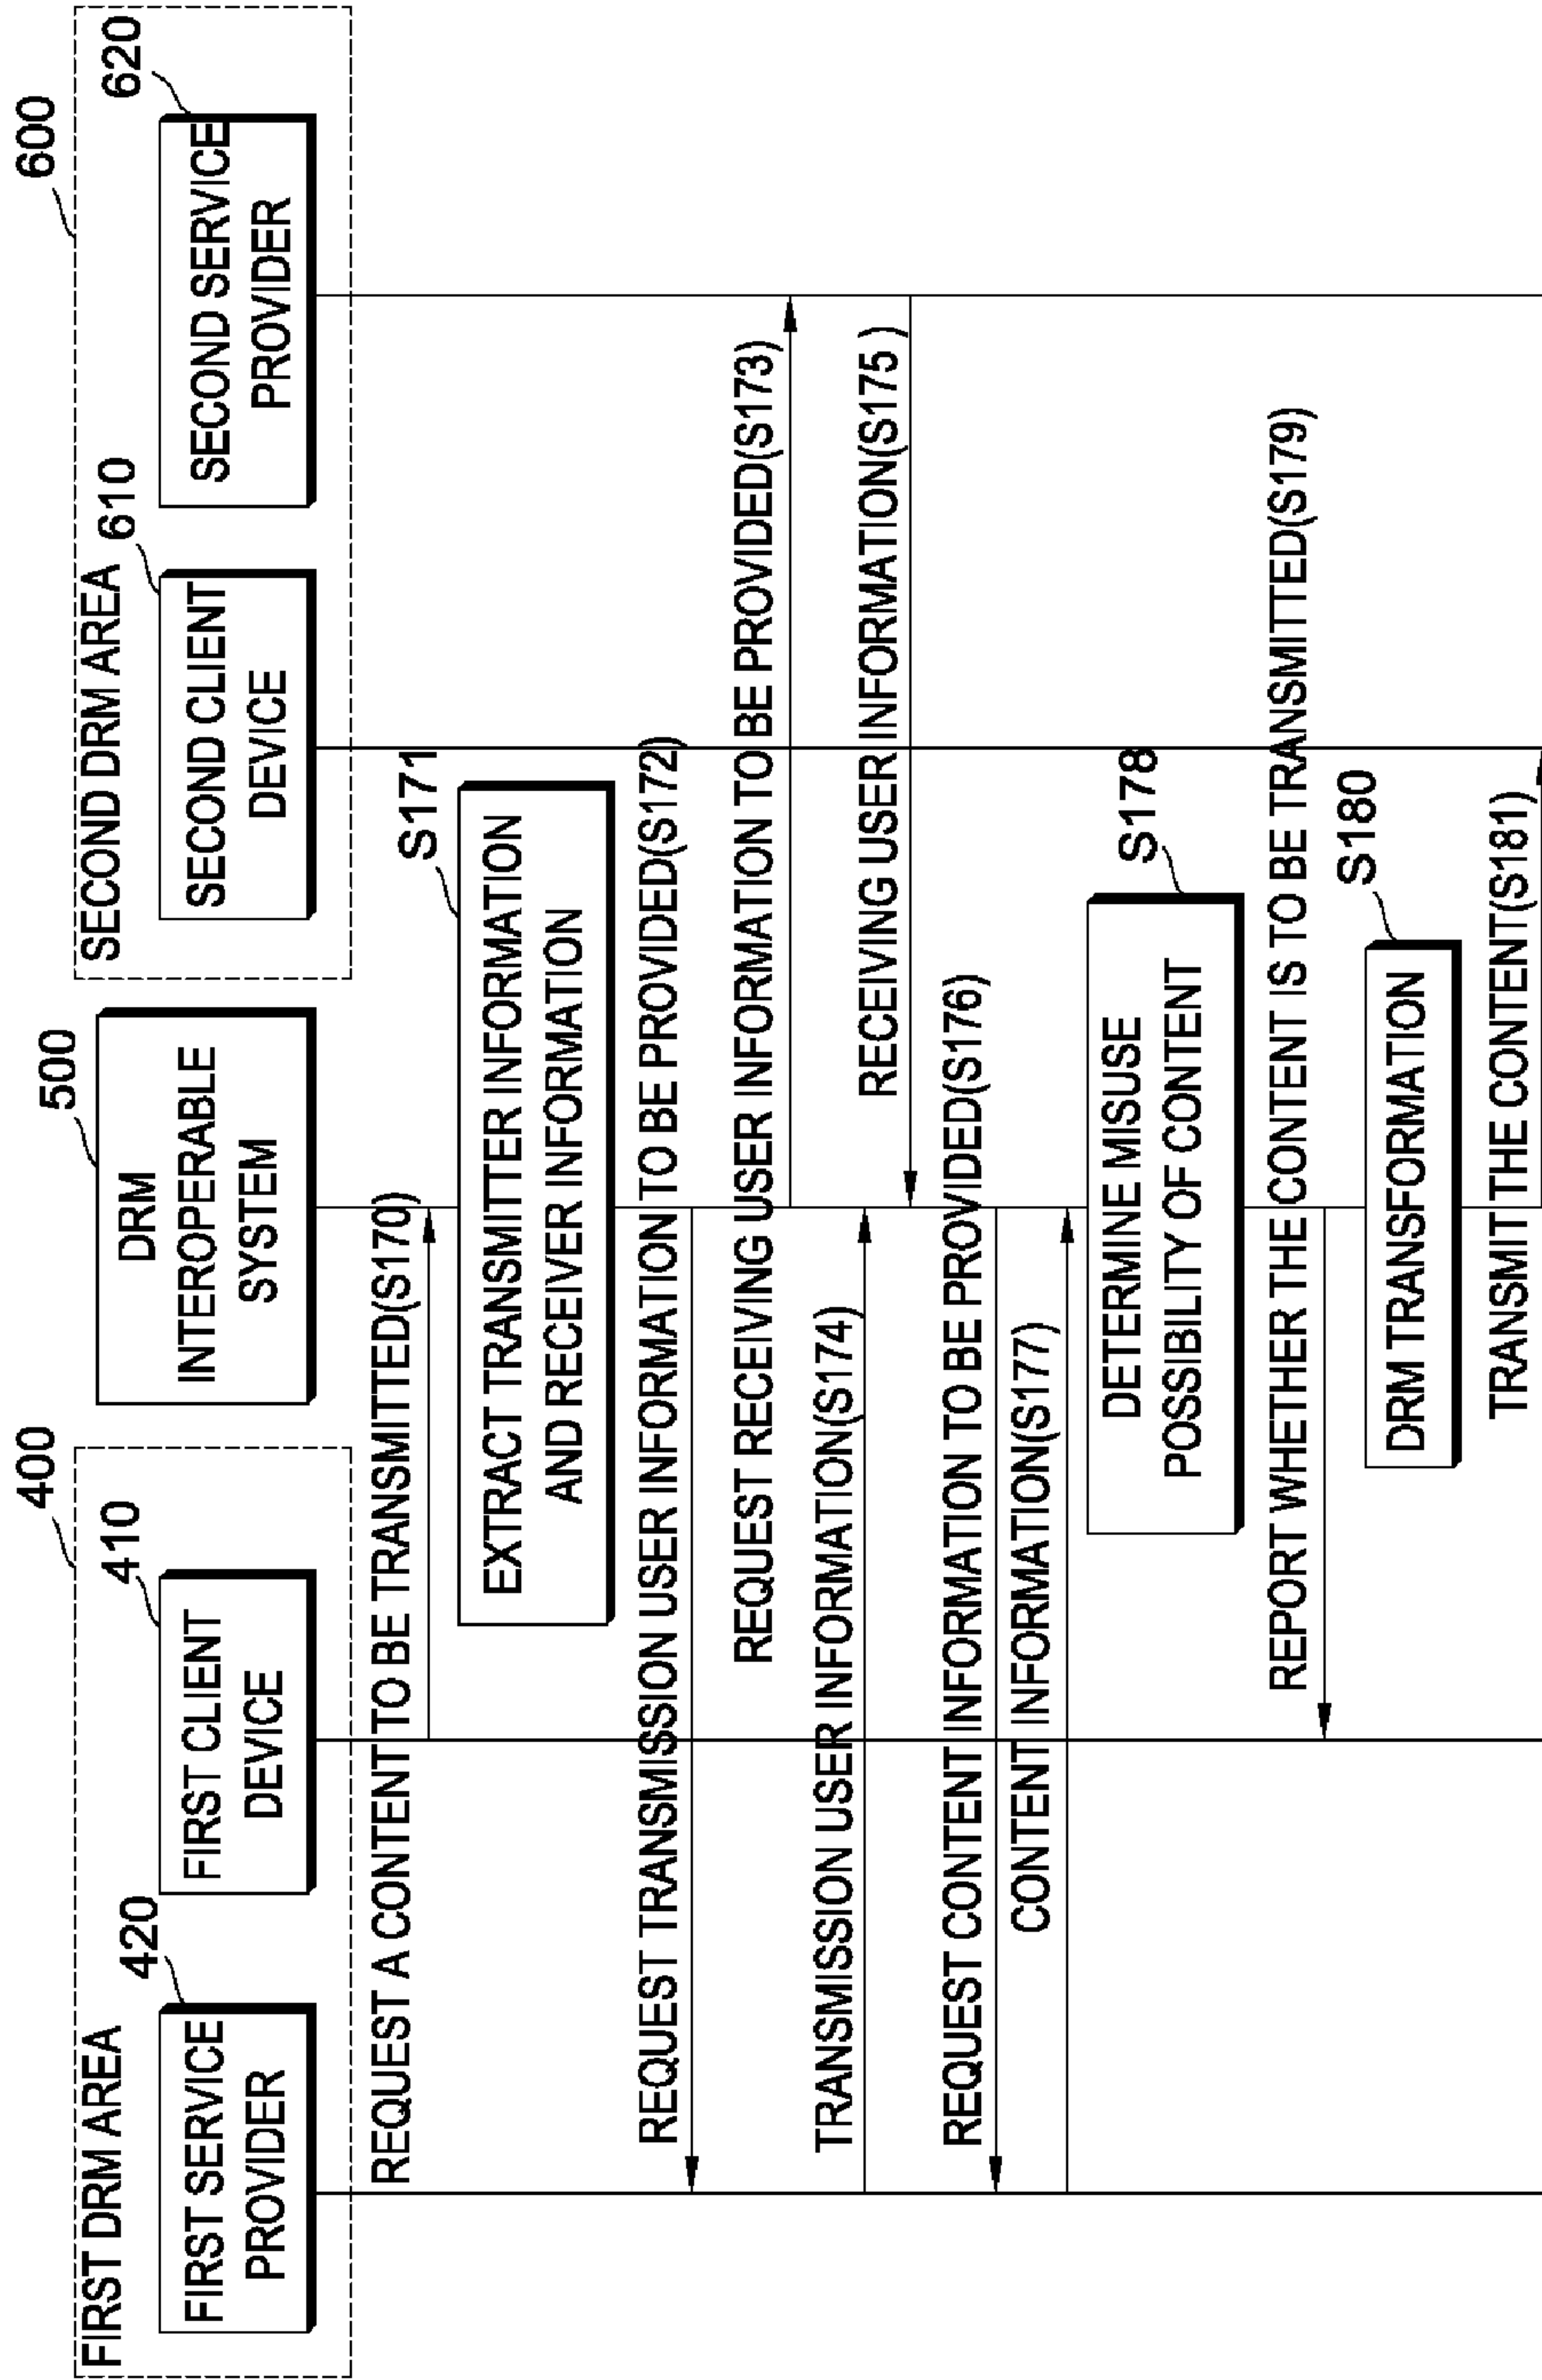 400
600
FIRST DRM AREA
420
410
500
SECOND DRM AREA
610
620
FIRST SERVICE
PROVIDER
FIRST CLIENT
DEVICE
DRM
INTEROPERABLE
SYSTEM
SECOND CLIENT
DEVICE
SECOND SERVICE
PROVIDER
REQUEST A CONTENT TO BE TRANSMITTED(S170)
S171
EXTRACT TRANSMITTER INFORMATION
AND RECEIVER INFORMATION
REQUEST TRANSMISSION USER INFORMATION TO BE PROVIDED(S172)
REQUEST RECEIVING USER INFORMATION TO BE PROVIDED(S173)
TRANSMISSION USER INFORMATION(S174)
RECEIVING USER INFORMATION(S175 )
REQUEST CONTENT INFORMATION TO BE PROVIDED(S176)
CONTENT INFORMATION(S177)
S178
DETERMINE MISUSE
POSSIBILITY OF CONTENT
REPORT WHETHER THE CONTENT IS TO BE TRANSMITTED(S179)
S180
DRM TRANSFORMATION
TRANSMIT THE CONTENT(S181)